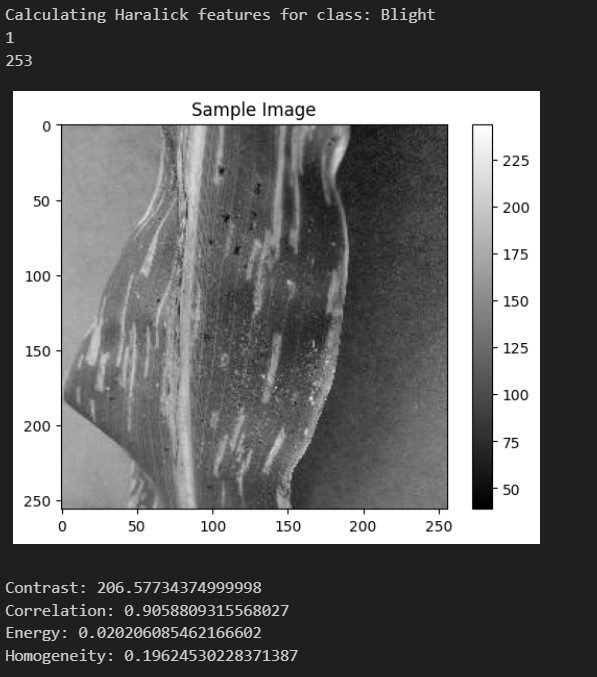 Calculating Haralick features for class: Blight
1
253
Sample Image
0
50
100
150
200
250
0 50 100 150 200 250
225
200
175
150
125
100
75
50
Contrast: 206.57734374999998
Correlation: 0.9058809315568027
Energy: 0.020206085462166602
Homogeneity: 0.19624530228371387